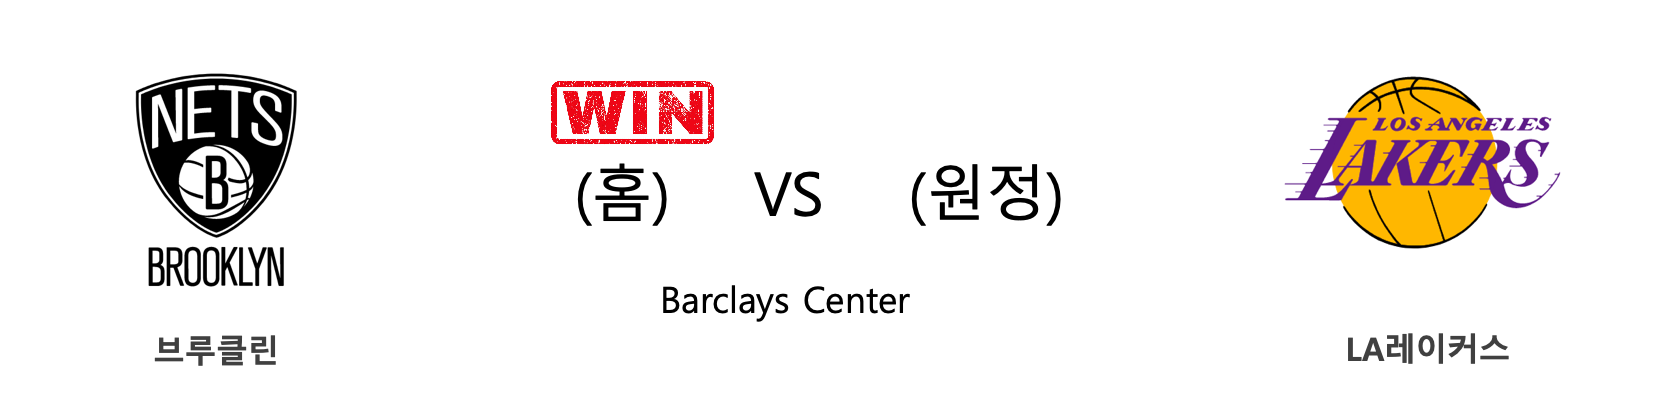 NETS
B
BROOKLYN
브루클린
WIN
(홈) VS (원정)
Barclays Center
LOS ANGELES
LAKERS
LA레이커스